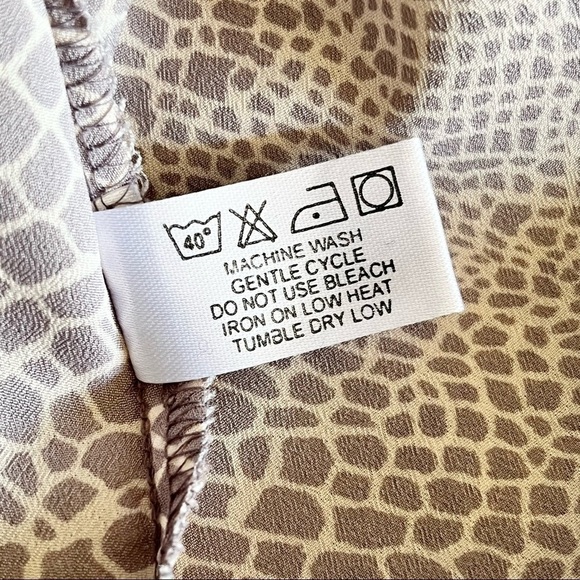 40°
MACHINE WASH
GENTLE CYCLE
DO NOT USE BLEACH
IRON ON LOW HEAT
TUMBLE DRY LOW